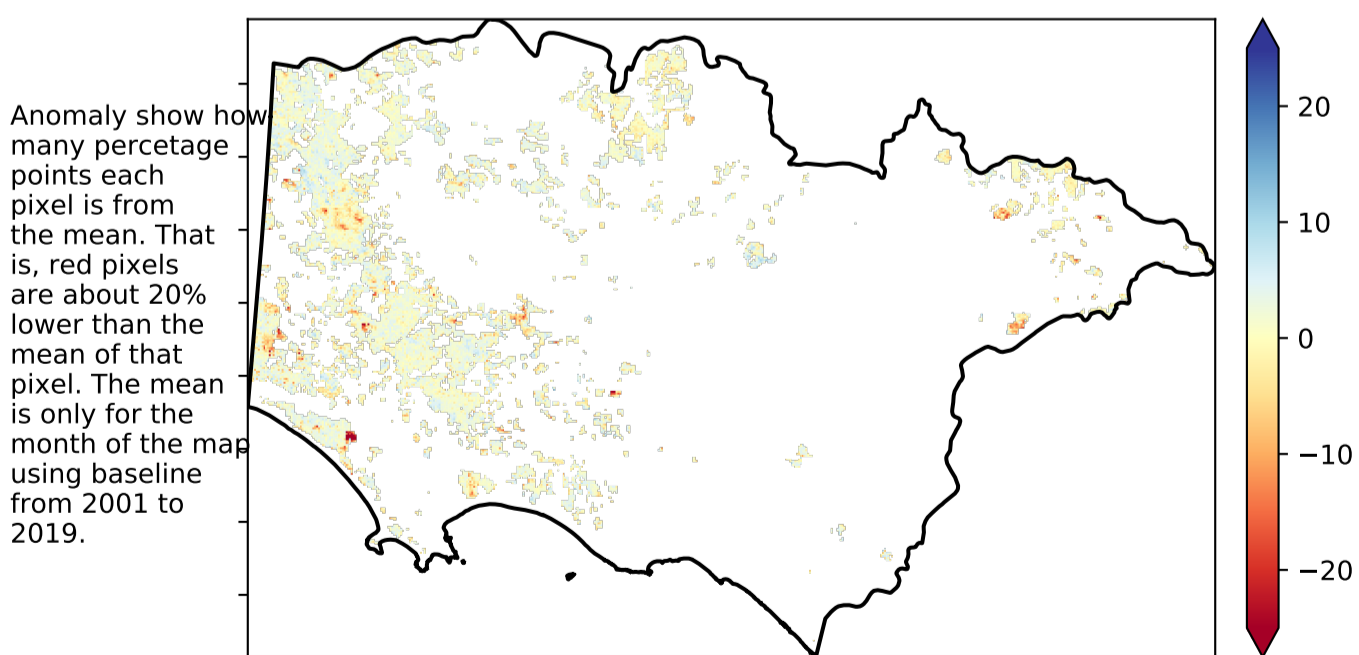 Anomaly show how
many percetage
points each
pixel is from
the mean. That
is, red pixels
are about 20%
lower than the
mean of that
pixel. The mean
is only for the
month of the map
using baseline
from 2001 to
2019.
20
10
0
−10
−20